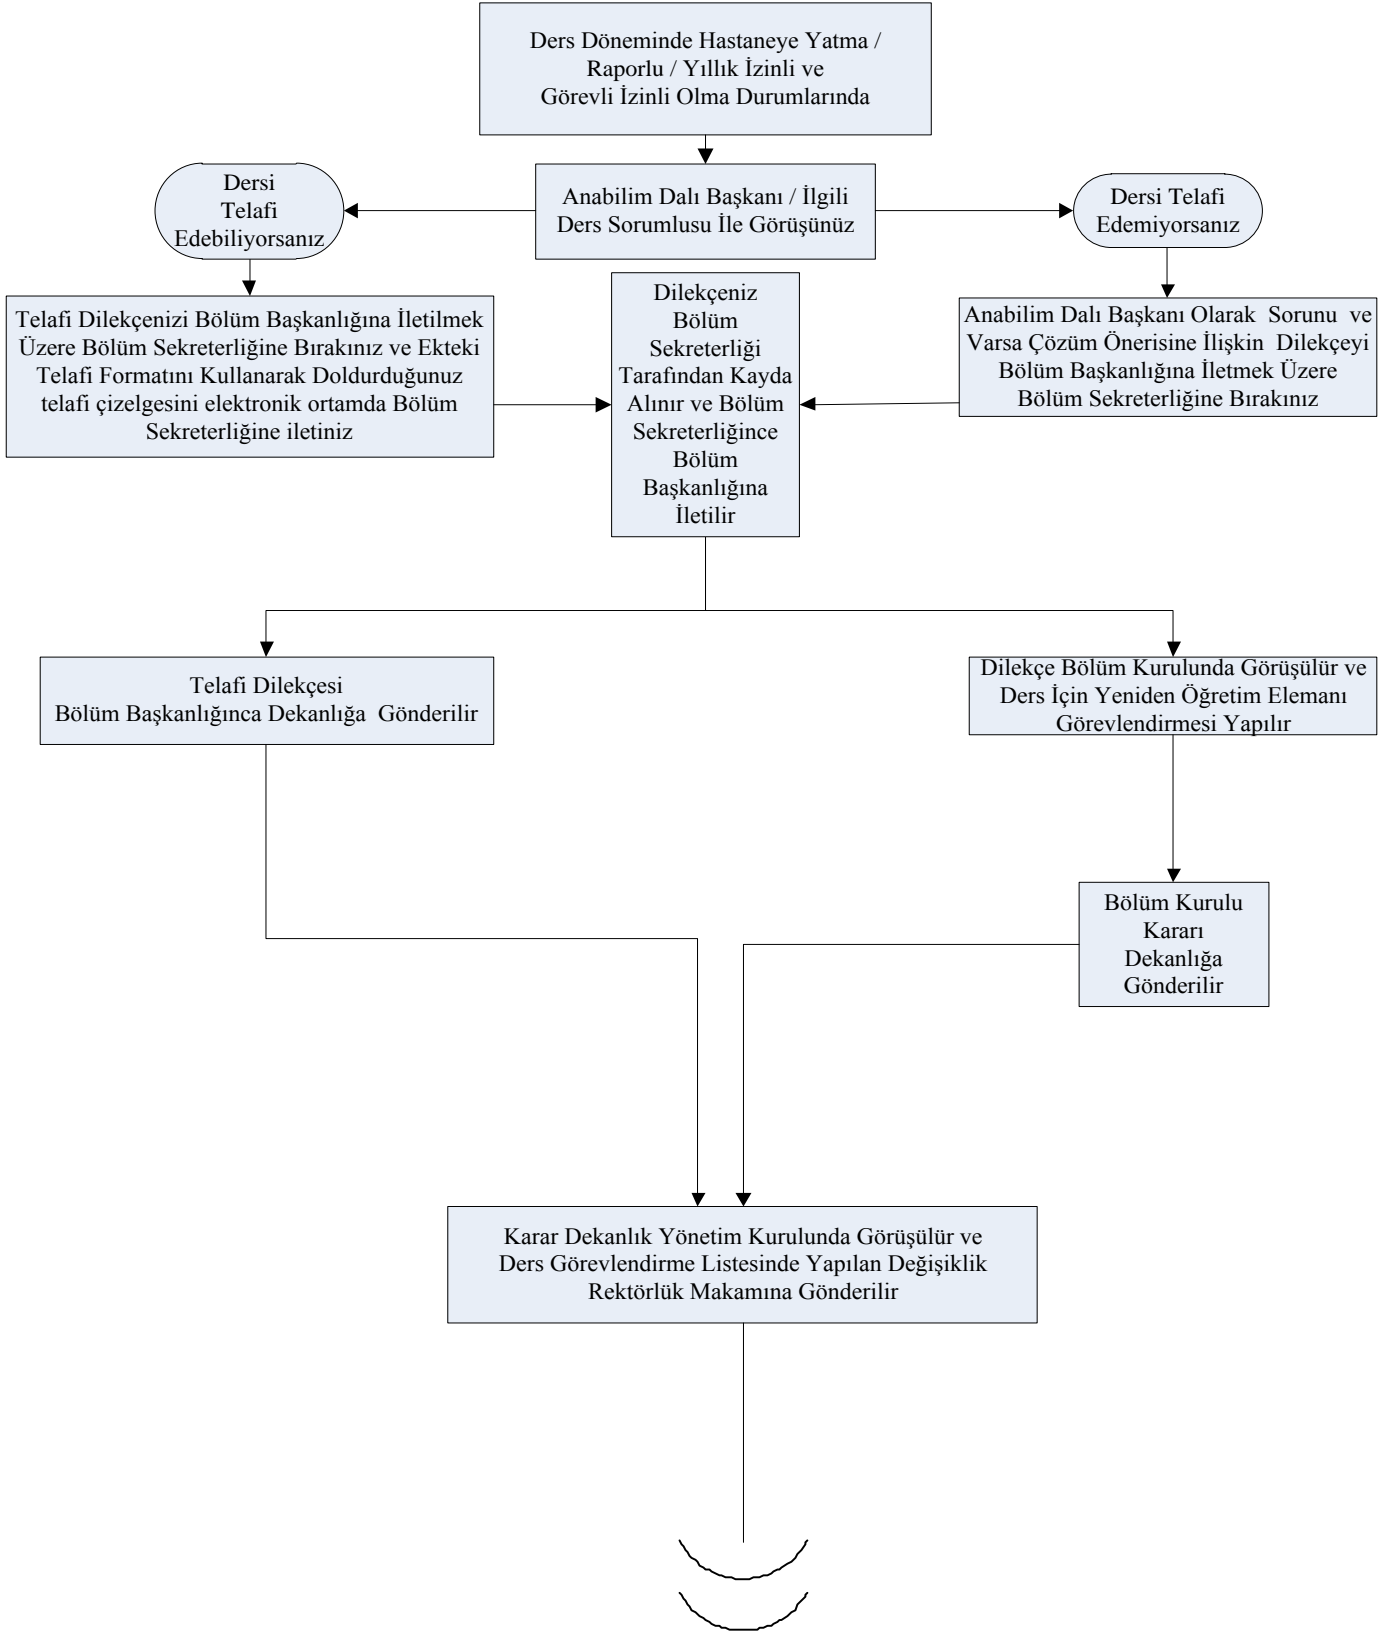 Ders Döneminde Hastaneye Yatma /
Raporlu / Yıllık İzinli ve
Görevli İzinli Olma Durumlarında
Anabilim Dalı Başkanı / İlgili
Ders Sorumlusu İle Görüşünüz
Dersi
Telafi
Edebiliyorsanız
Dersi Telafi
Edemiyorsanız
Telafi Dilekçenizi Bölüm Başkanlığına İletilmek
Üzere Bölüm Sekreterliğine Bırakınız ve Ekteki
Telafi Formatını Kullanarak Doldurduğunuz
telafi çizelgesini elektronik ortamda Bölüm
Sekreterliğine iletiniz
Dilekçeniz
Bölüm
Sekreterliği
Tarafından Kayda
Alınır ve Bölüm
Sekreterliğince
Bölüm
Başkanlığına
İletilir
Anabilim Dalı Başkanı Olarak Sorunu ve
Varsa Çözüm Önerisine İlişkin Dilekçeyi
Bölüm Başkanlığına İletmek Üzere
Bölüm Sekreterliğine Bırakınız
Telafi Dilekçesi
Bölüm Başkanlığınca Dekanlığa Gönderilir
Dilekçe Bölüm Kurulunda Görüşülür ve
Ders İçin Yeniden Öğretim Elemanı
Görevlendirmesi Yapılır
Bölüm Kurulu
Kararı
Dekanlığa
Gönderilir
Karar Dekanlık Yönetim Kurulunda Görüşülür ve
Ders Görevlendirme Listesinde Yapılan Değişiklik
Rektörlük Makamına Gönderilir